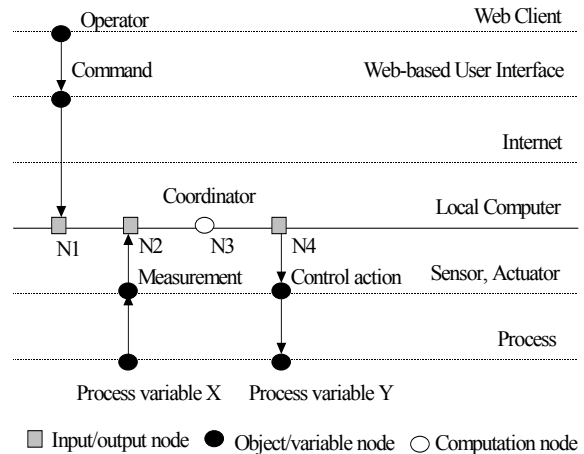 Web Client
Operator
Command
Web-based User Interface
Internet
Coordinator
Local Computer
N1 N2 N3 N4
Measurement Control action Sensor, Actuator
Process
Process variable X Process variable Y
Input/output node Object/variable node Computation node